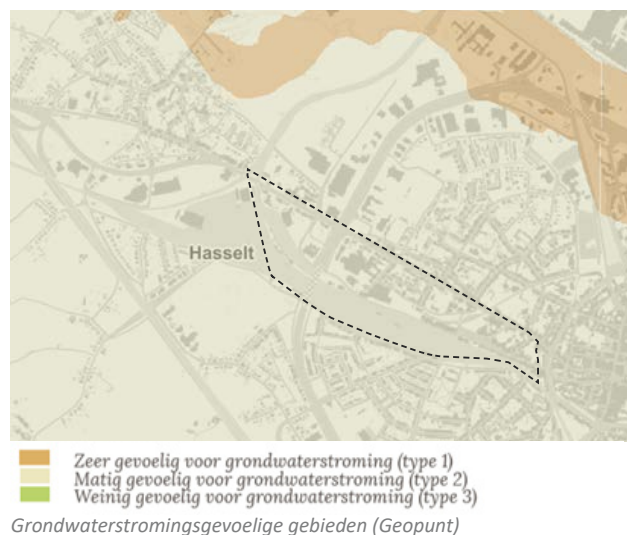 Hasselt
Zeer gevoelig voor grondwaterstroming (type 1)
Matig gevoelig voor grondwaterstroming (type 2)
Weinig gevoelig voor grondwaterstroming (type 3)
Grondwaterstromingsgevoelige gebieden (Geopunt)